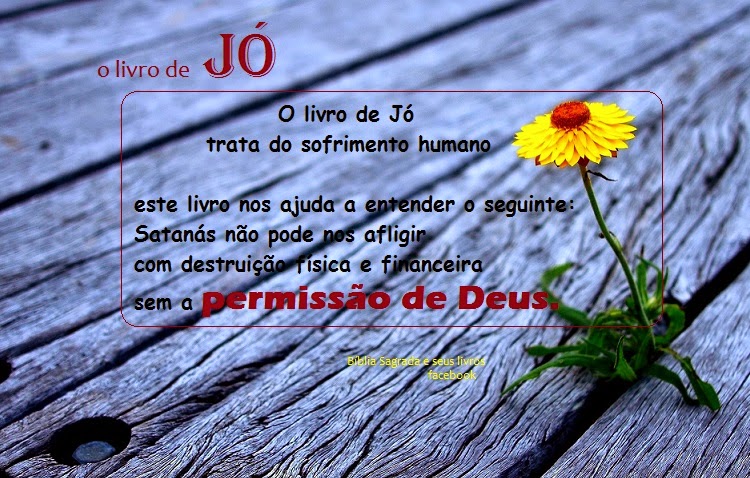 o livro de JÓ
O livro de Jó
trata do sofrimento humano
este livro nos ajuda a entender o seguinte:
Satanás não pode nos afligir
com destruição física e financeira
sem a permissão de Deus.
Bíblia Sagrada e seus livros
facebook